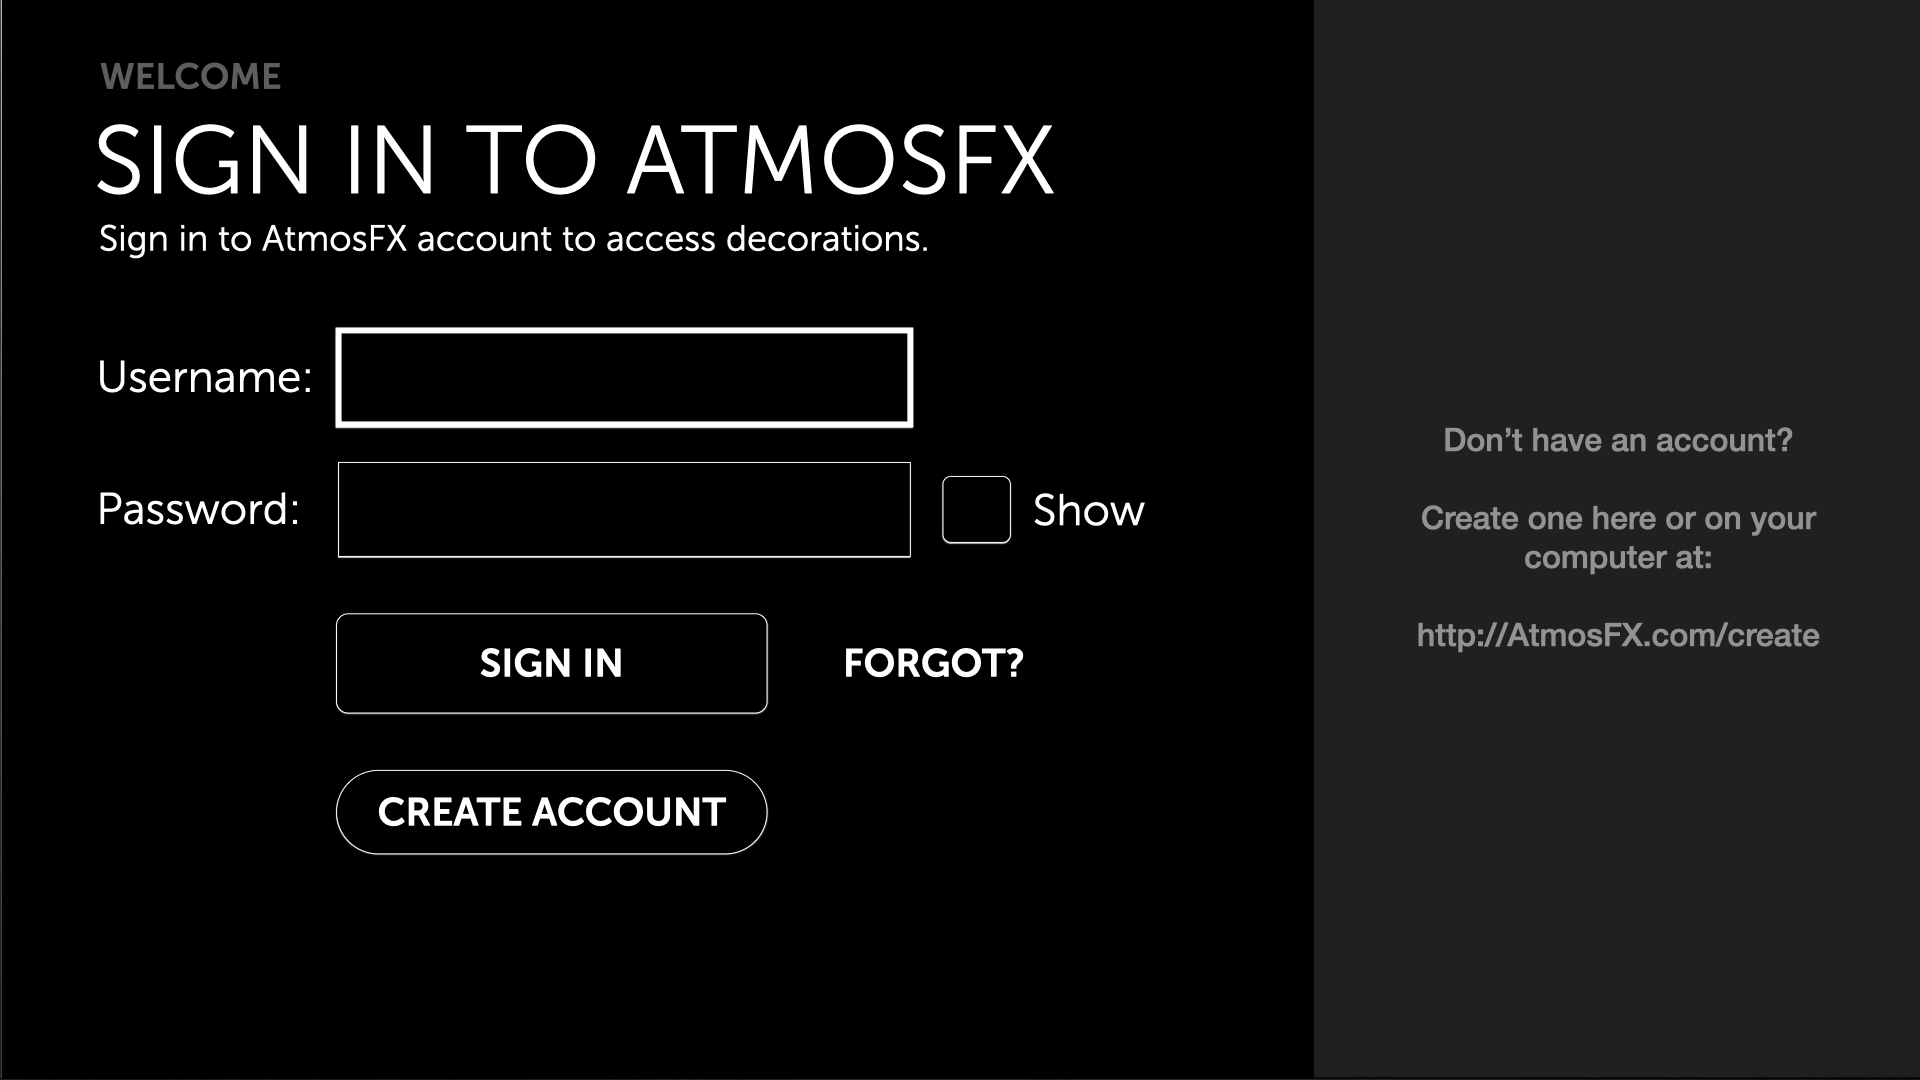 WELCOME
SIGN IN TO ATMOSFX
Sign in to AtmosFX account to access decorations.
Username:
Password:
Show
SIGN IN
FORGOT?
CREATE ACCOUNT
Don’t have an account?
Create one here or on your
computer at:
http://AtmosFX.com/create